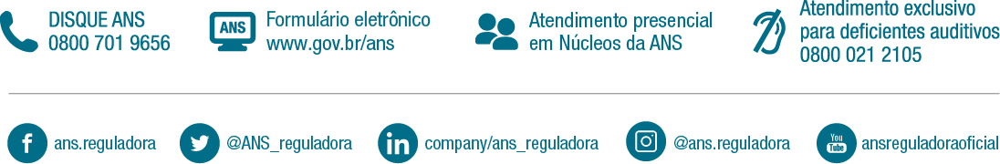 DISQUE ANS
0800 701 9656
ANS
Formulário eletrônico
www.gov.br/ans
Atendimento presencial
em Núcleos da ANS
Atendimento exclusivo
para deficientes auditivos
0800 021 2105
f ans.reguladora
@ANS_reguladora
in company/ans_reguladora
@ans.reguladora
You
Tube
ansreguladoraoficial